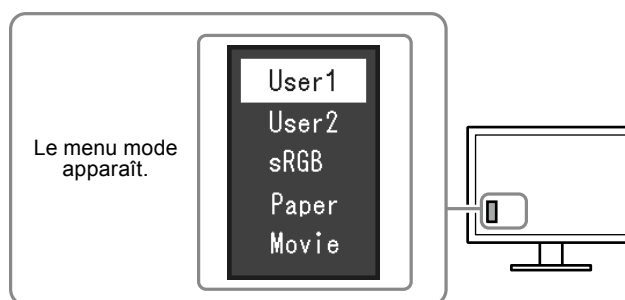 Le menu mode
apparaît.
User1
User2
sRGB
Paper
Movie